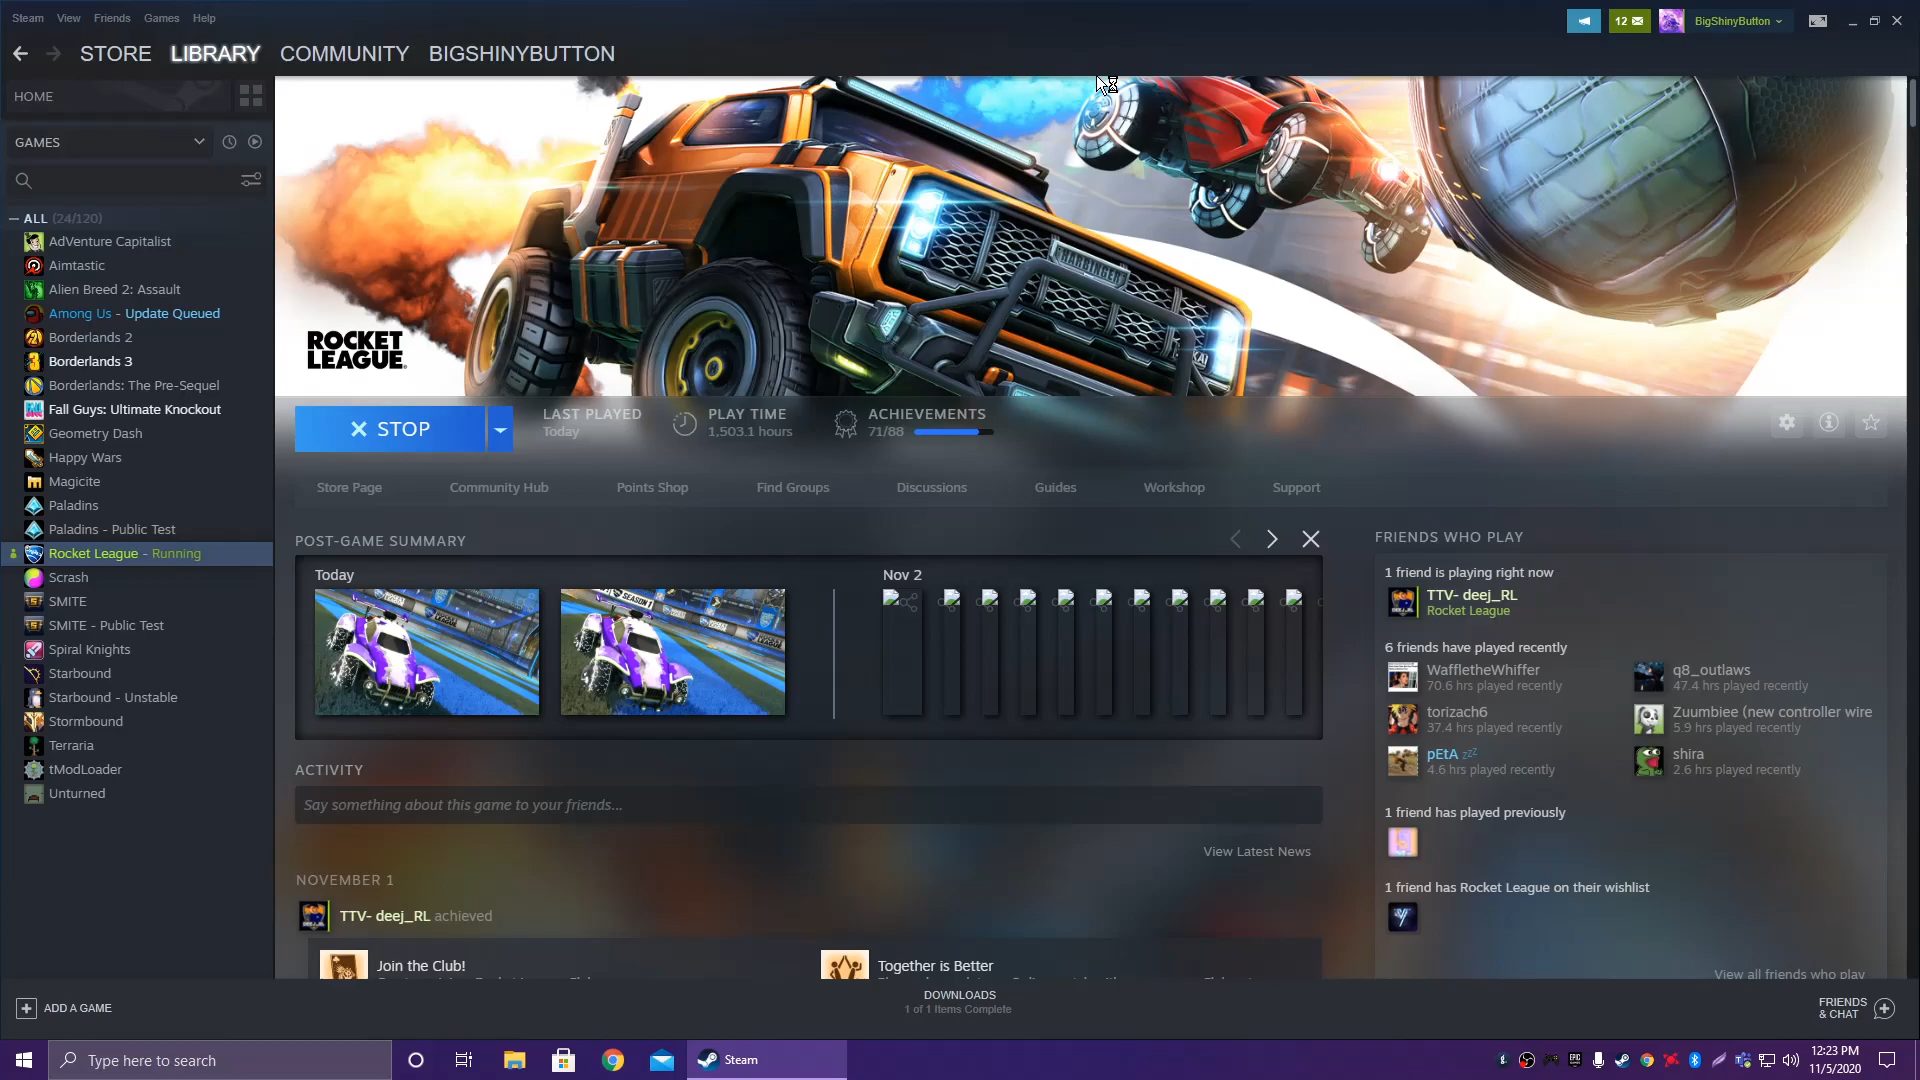 Steam View Friends Games Help
12
BigShinyButton
STORE LIBRARY COMMUNITY BIGSHINYBUTTON
HOME
GAMES
ALL (24/120)
AdVenture Capitalist
Aimtastic
Alien Breed 2: Assault
Among Us - Update Queued
Borderlands 2
Borderlands 3
Borderlands: The Pre-Sequel
Fall Guys: Ultimate Knockout
Geometry Dash
Happy Wars
Magicite
Paladins
Paladins - Public Test
Rocket League - Running
Scrash
SMITE
SMITE - Public Test
Spiral Knights
Starbound
Starbound - Unstable
Stormbound
Terraria
tModLoader
Unturned
HARBINGER
ROCKET
LEAGUE
STOP
LAST PLAYED
Today
PLAY TIME
1,503.1 hours
ACHIEVEMENTS
71/88
Store Page Community Hub Points Shop Find Groups Discussions Guides Workshop Support
POST-GAME SUMMARY
Today
SEASON 1
Nov 2
ACTIVITY
Say something about this game to your friends...
View Latest News
NOVEMBER 1
TTV- deej_RL achieved
Join the Club!
Together is Better
FRIENDS WHO PLAY
1 friend is playing right now
TTV- deej_RL
Rocket League
6 friends have played recently
WaffletheWhiffer
70.6 hrs played recently
q8_outlaws
47.4 hrs played recently
torizach6
37.4 hrs played recently
Zuumbiee (new controller wire
5.9 hrs played recently
pEtA zzz
4.6 hrs played recently
shira
2.6 hrs played recently
1 friend has played previously
1 friend has Rocket League on their wishlist
View all friends who play
ADD A GAME
DOWNLOADS
1 of 1 Items Complete
FRIENDS
& CHAT
Type here to search
Steam
12:23 PM
11/5/2020